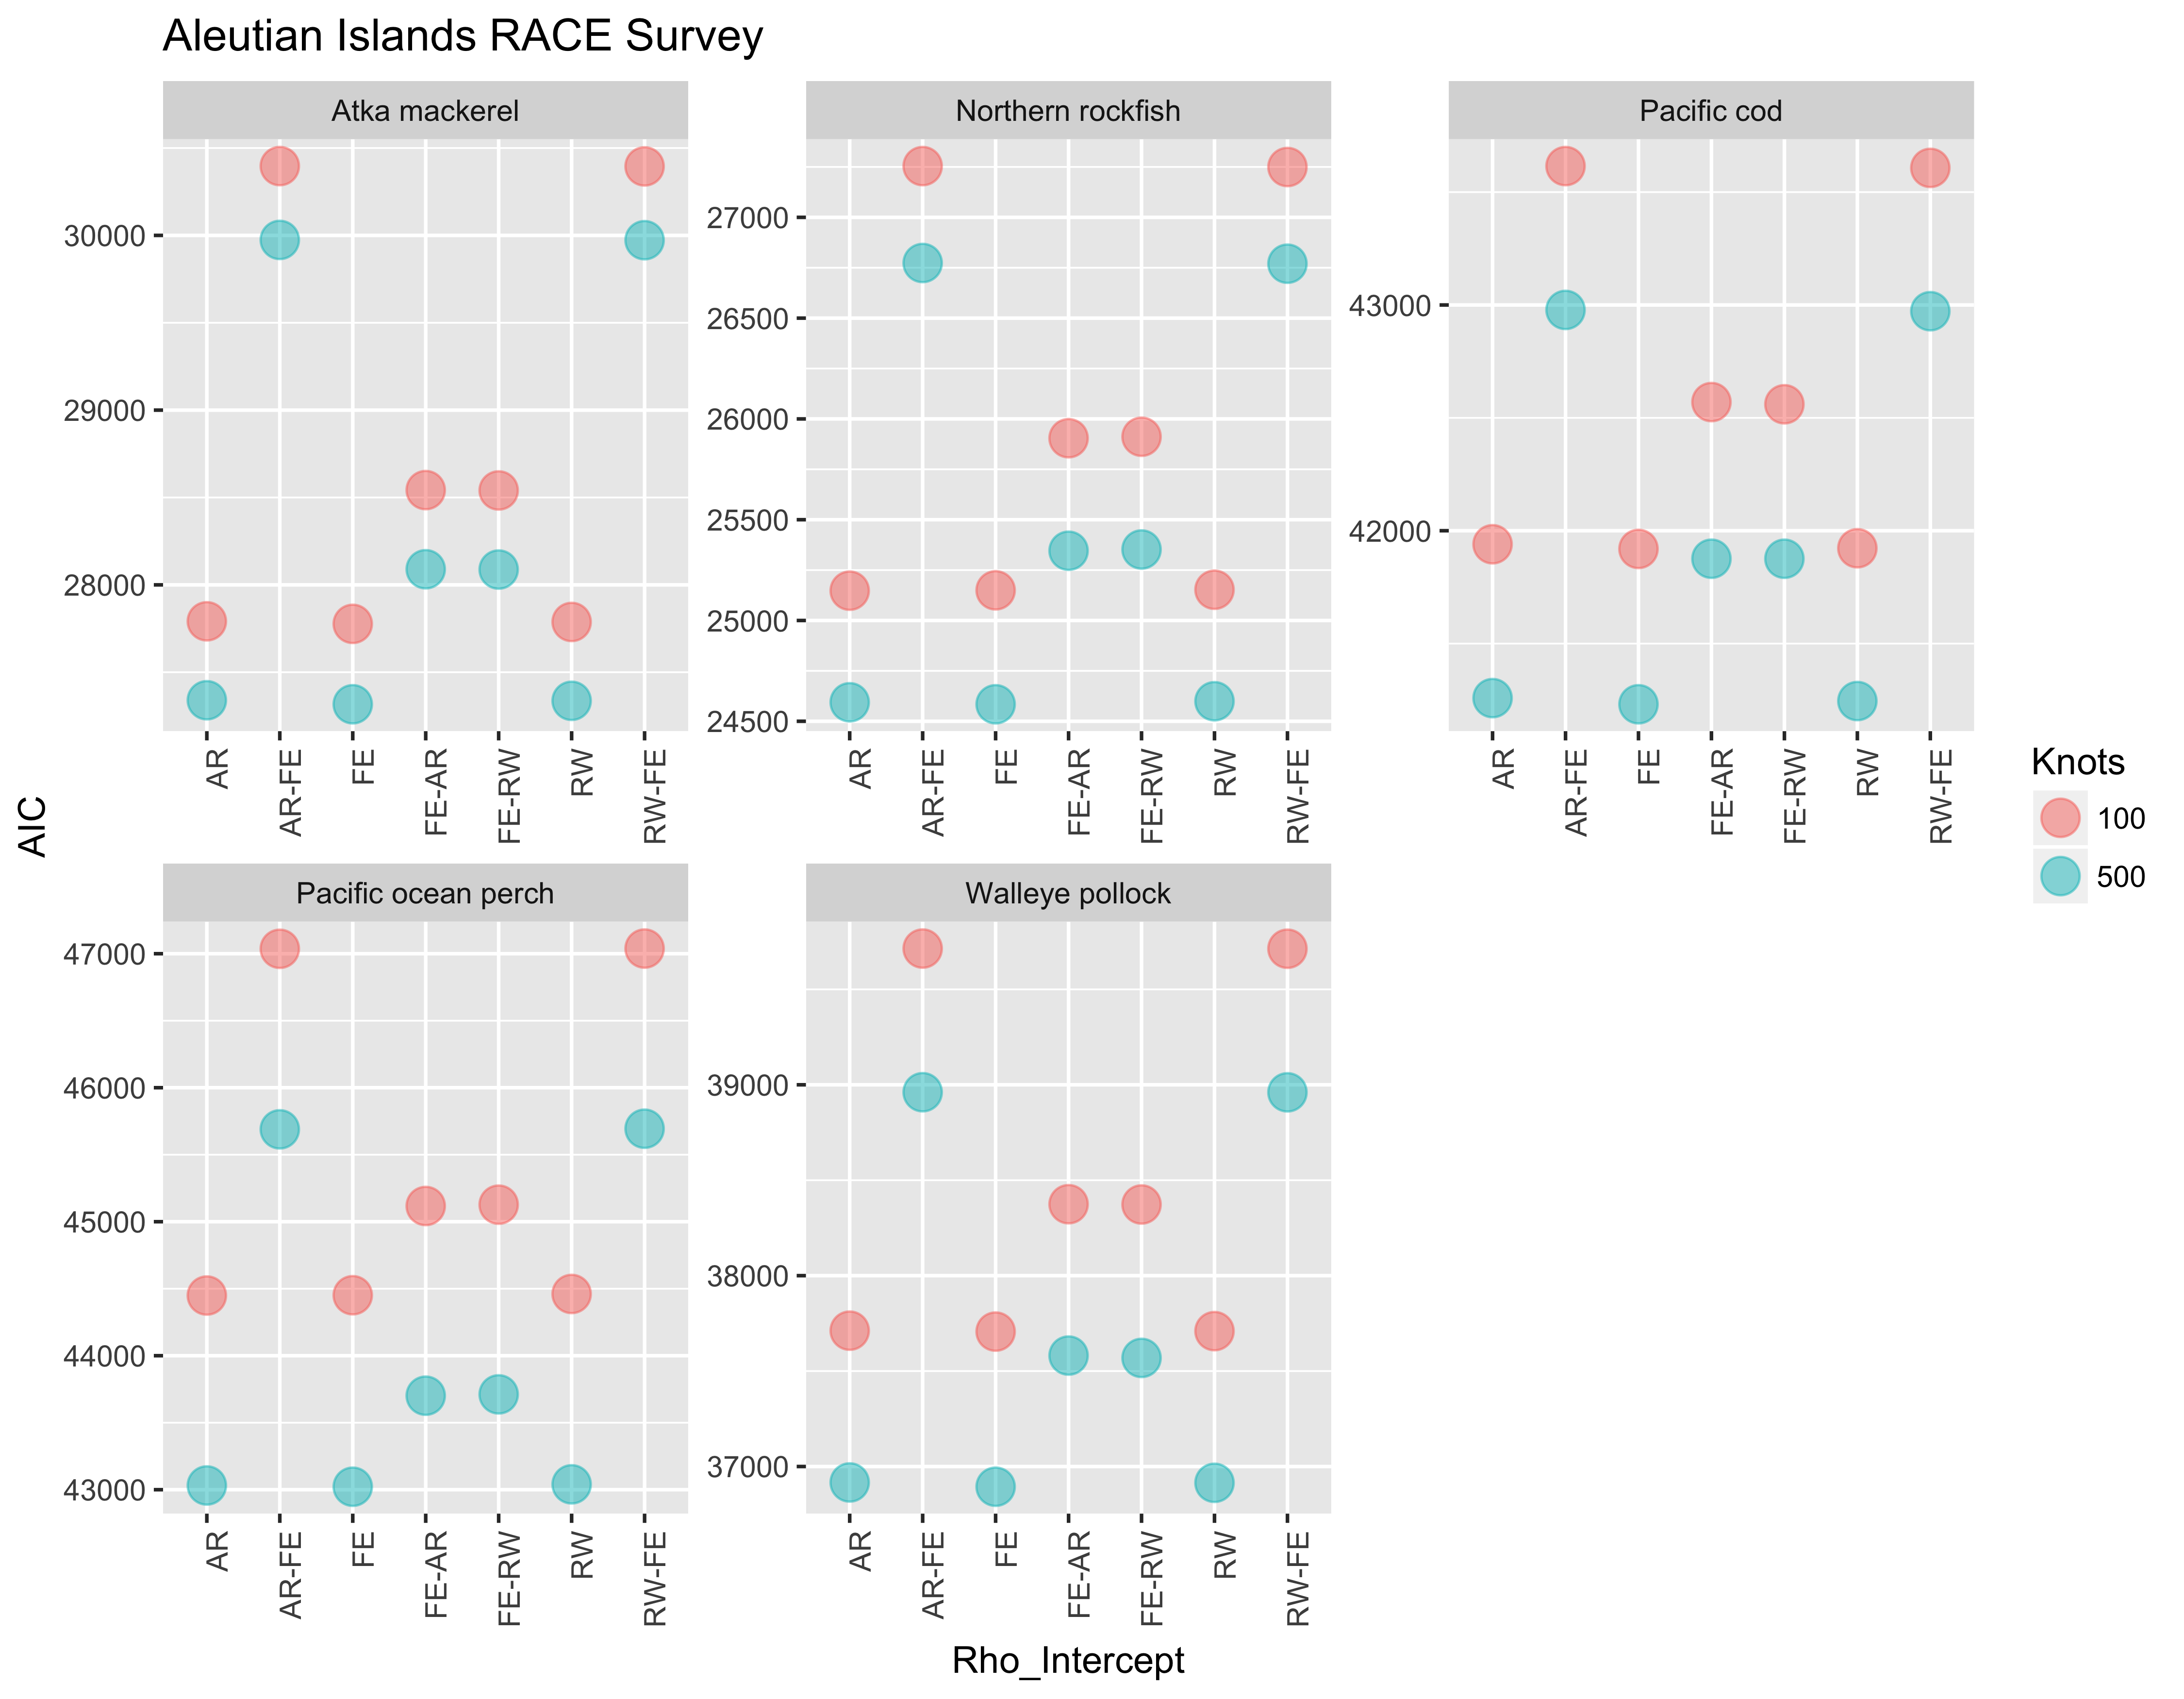 Aleutian Islands RACE Survey
Atka mackerel
Northern rockfish
Pacific cod
30000
29000
28000
27000
26500
26000
25500
25000
24500
43000
42000
AR
AR-FE
FE
FE-AR
FE-RW
RW
RW-FE
AR
AR-FE
FE
FE-AR
FE-RW
RW
RW-FE
AR
AR-FE
FE
FE-AR
FE-RW
RW
RW-FE
AIC
Knots
100
500
Pacific ocean perch
Walleye pollock
47000
46000
45000
44000
43000
39000
38000
37000
AR
AR-FE
FE
FE-AR
FE-RW
RW
RW-FE
AR
AR-FE
FE
FE-AR
FE-RW
RW
RW-FE
Rho_Intercept